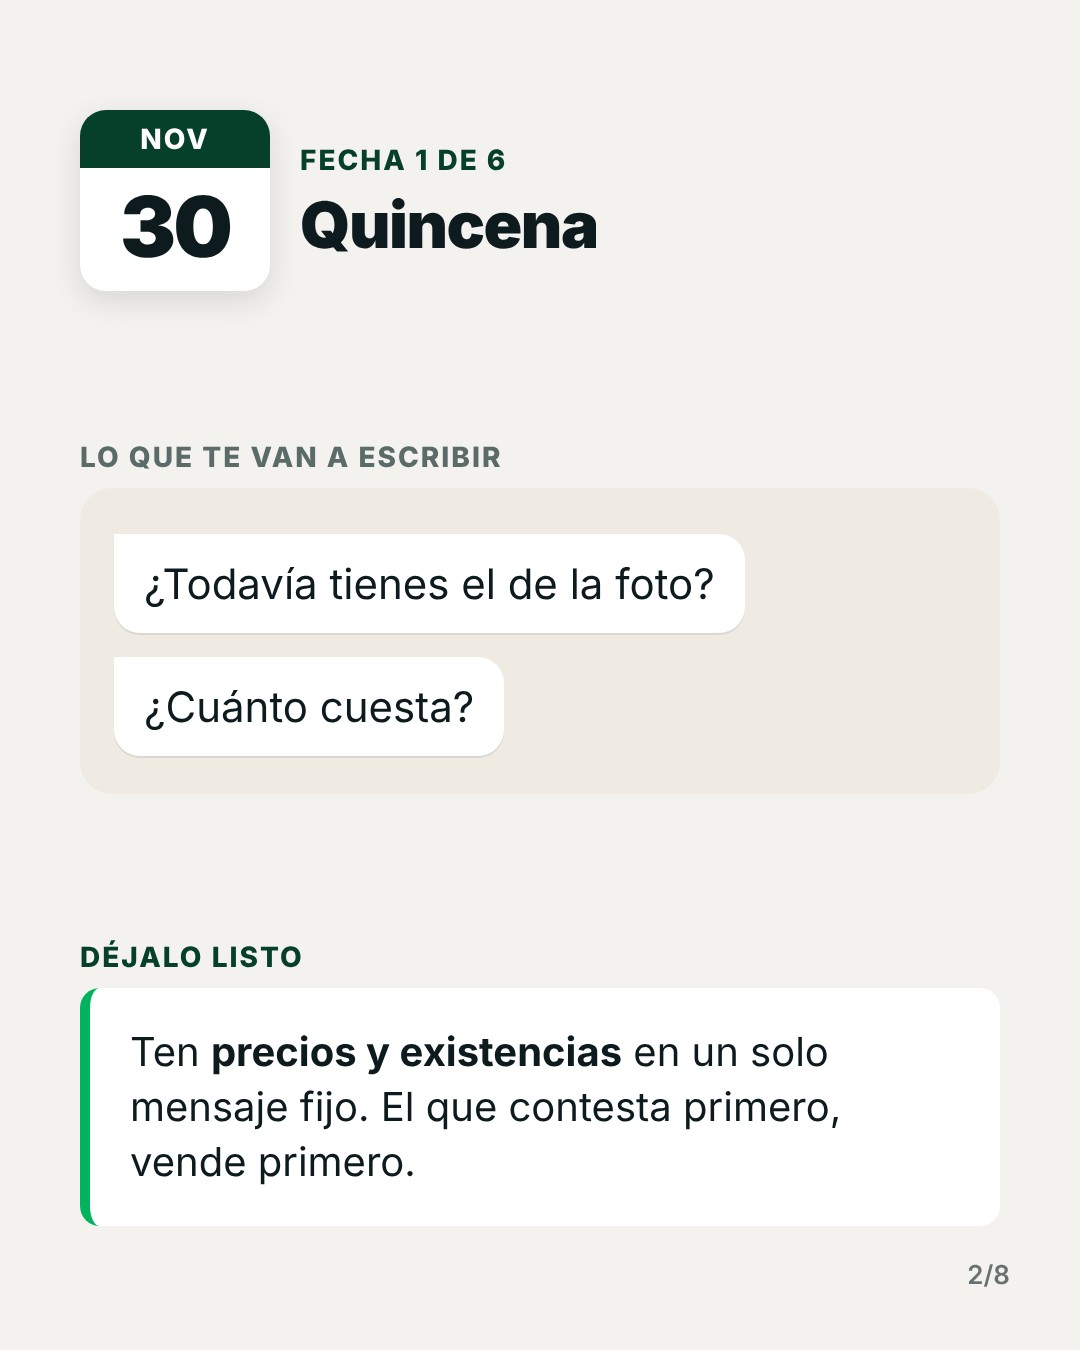 NOV
30
FECHA 1 DE 6
Quincena
LO QUE TE VAN A ESCRIBIR
¿Todavía tienes el de la foto?
¿Cuánto cuesta?
DÉJALO LISTO
Ten precios y existencias en un solo
mensaje fijo. El que contesta primero,
vende primero.
2/8